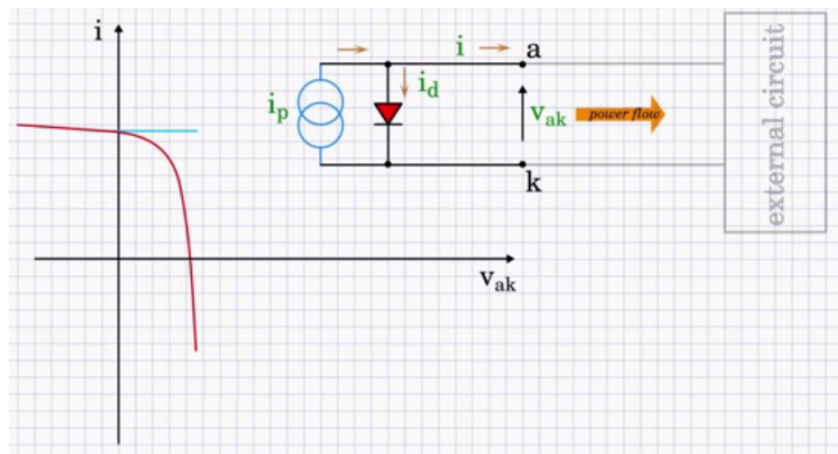 i
v_ak
i_p
i_d
i
a
v_ak
k
power flow
external circuit